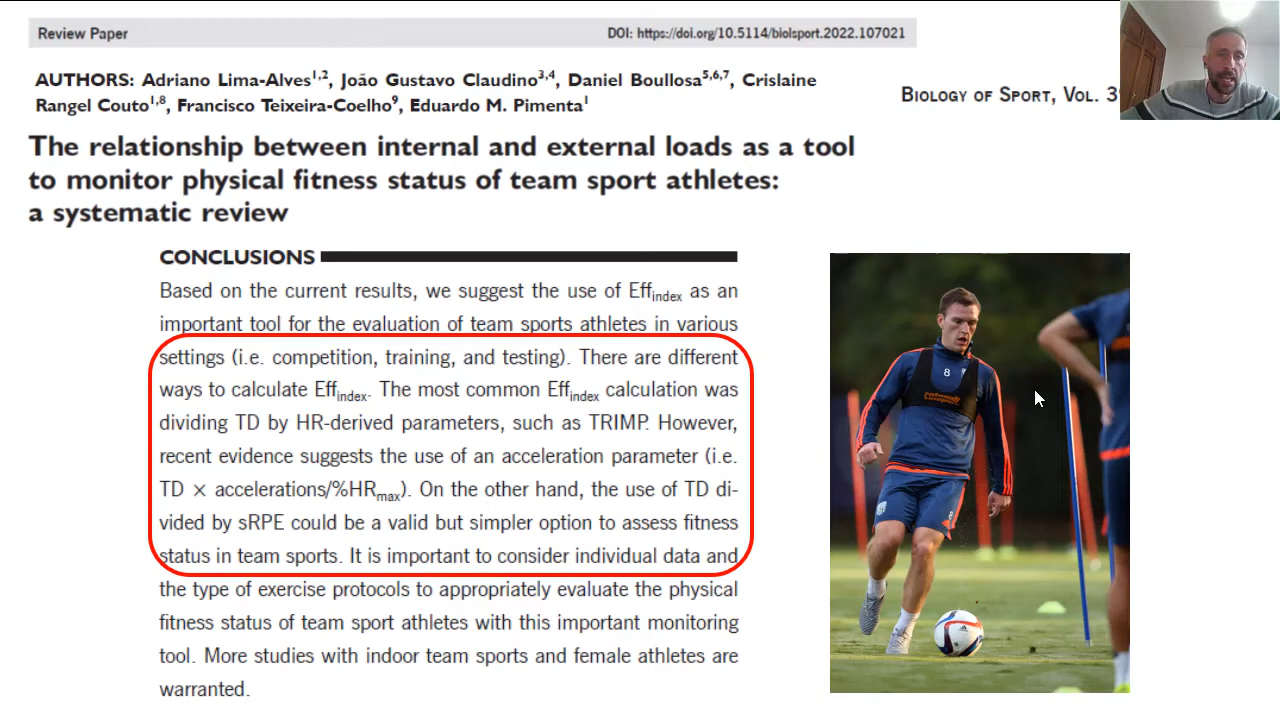 Review Paper
DOI: https://doi.org/10.5114/biolsport.2022.107021
AUTHORS: Adriano Lima-Alves1,2, João Gustavo Claudino3,4, Daniel Boullosa5,6,7, Crislaine
Rangel Couto1,8, Francisco Teixeira-Coelho9, Eduardo M. Pimenta1
Biology of Sport, Vol.
The relationship between internal and external loads as a tool
to monitor physical fitness status of team sport athletes:
a systematic review
CONCLUSIONS
Based on the current results, we suggest the use of Effindex as an
important tool for the evaluation of team sports athletes in various
settings (i.e. competition, training, and testing). There are different
ways to calculate Effindex. The most common Effindex calculation was
dividing TD by HR-derived parameters, such as TRIMP. However,
recent evidence suggests the use of an acceleration parameter (i.e.
TD × accelerations/%HRmax). On the other hand, the use of TD di-
vided by sRPE could be a valid but simpler option to assess fitness
status in team sports. It is important to consider individual data and
the type of exercise protocols to appropriately evaluate the physical
fitness status of team sport athletes with this important monitoring
tool. More studies with indoor team sports and female athletes are
warranted.
8
8